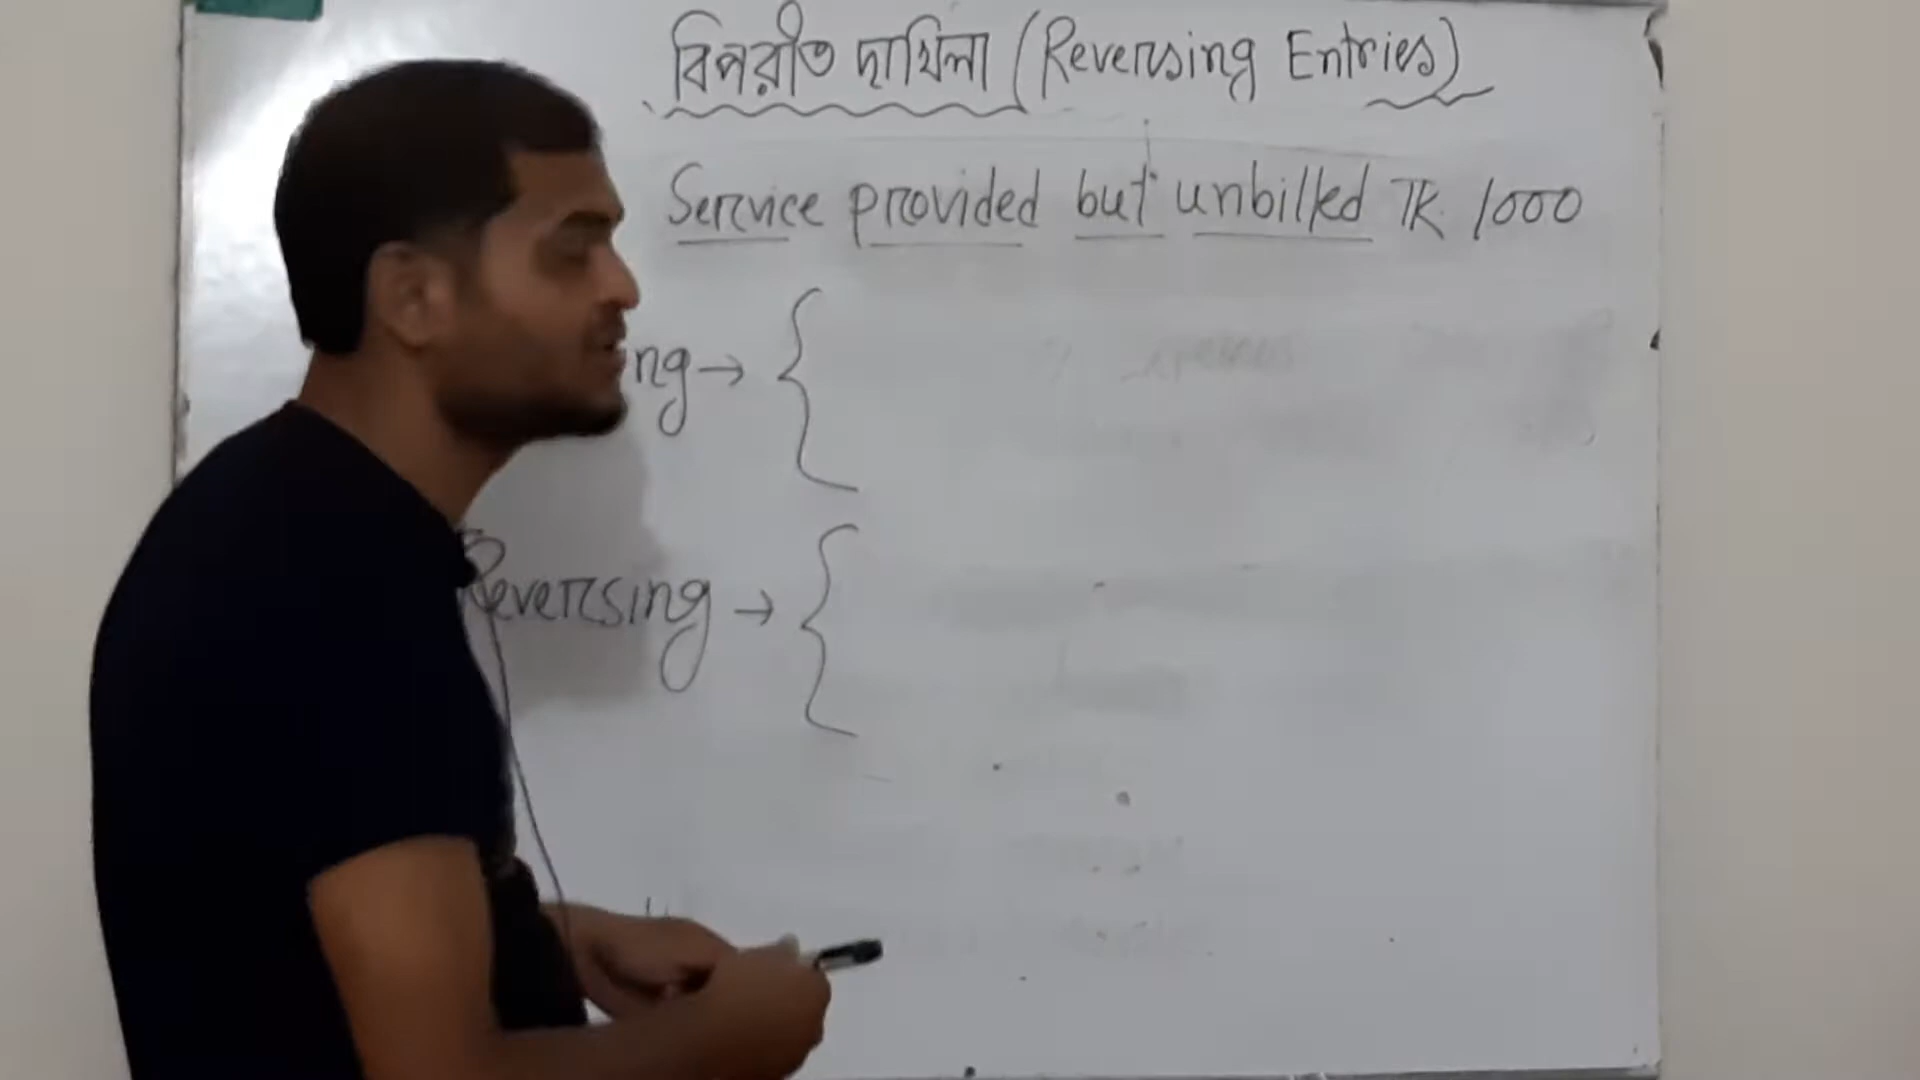 বিপরীত দাখিলা (Reversing Entries)
Service provided but unbilled TK. 1000
ng → {
Reversing → {